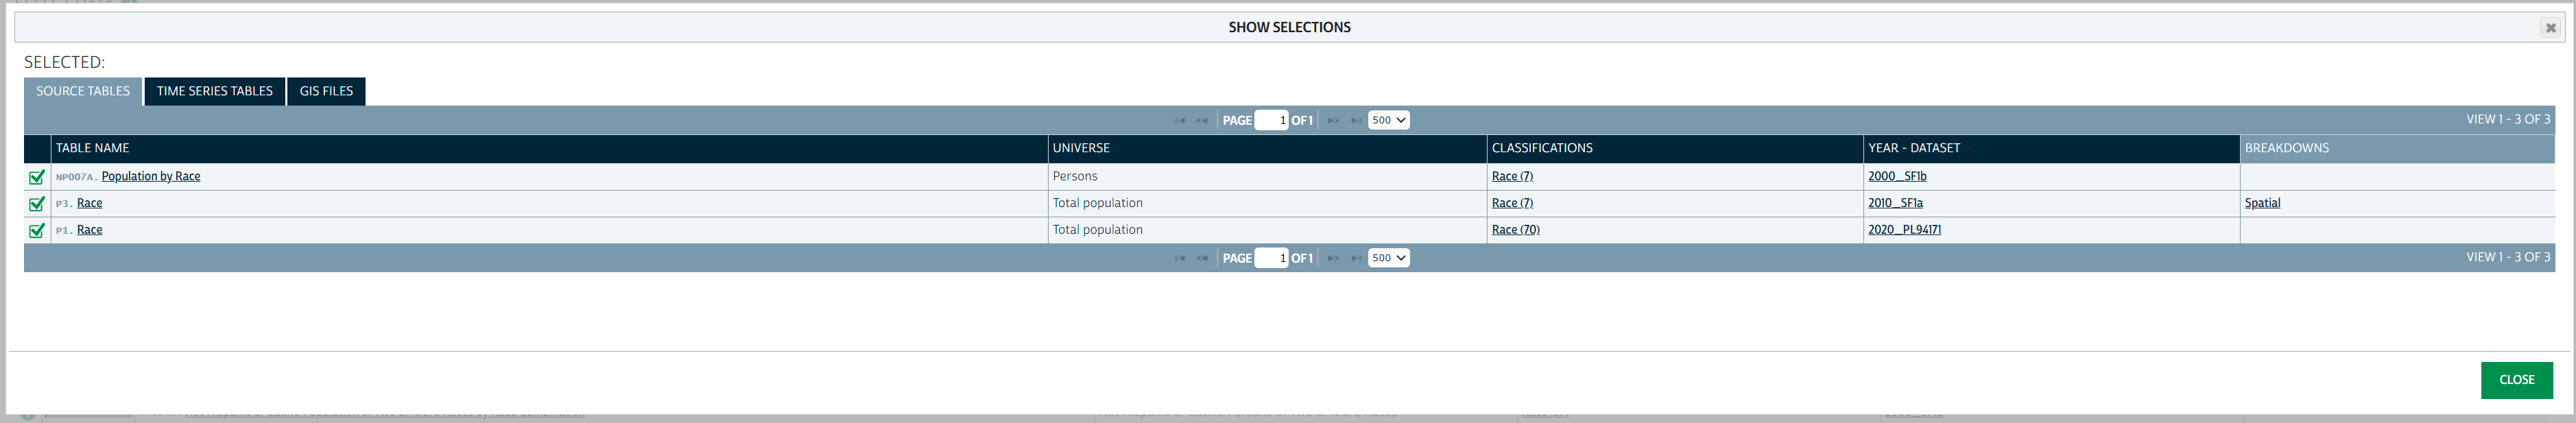 SHOW SELECTIONS
SELECTED:
SOURCE TABLES TIME SERIES TABLES GIS FILES
PAGE 1 OF 1 500 VIEW 1 - 3 OF 3
TABLE NAME UNIVERSE CLASSIFICATIONS YEAR - DATASET BREAKDOWNS
NP007A. Population by Race Persons Race (7) 2000_SF1b
P3. Race Total population Race (7) 2010_SF1a Spatial
P1. Race Total population Race (70) 2020_PL94171
PAGE 1 OF 1 500 VIEW 1 - 3 OF 3
CLOSE